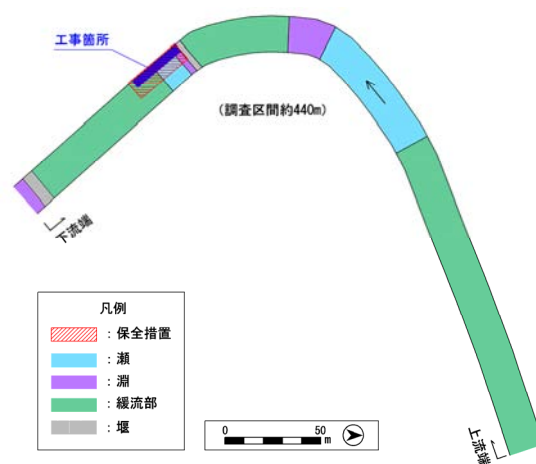 工事箇所
(調査区間約440m)
下流端
凡例
:保全措置
:瀬
:淵
:緩流部
:堰
0 50
m
上流端